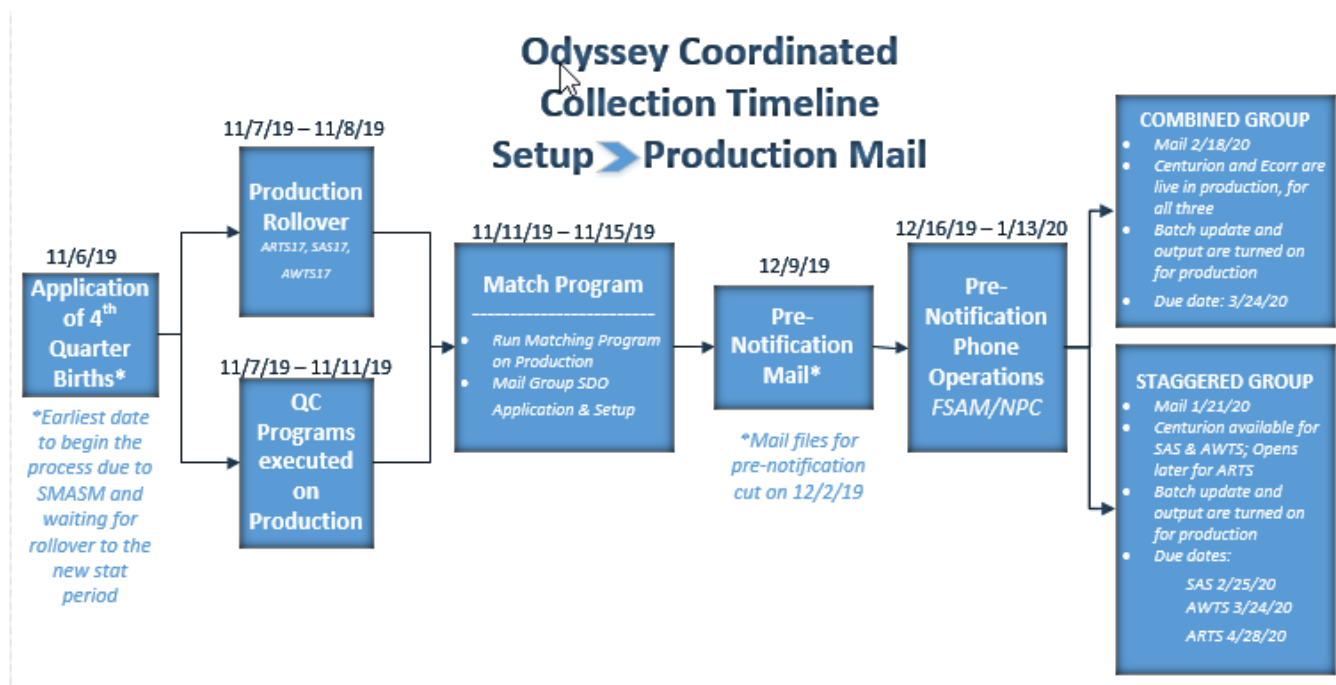 Odyssey Coordinated
Collection Timeline
Setup Production Mail
11/6/19
Application
of 4th
Quarter
Births*
*Earliest date
to begin the
process due to
SMASM and
waiting for
rollover to the
new stat
period
11/7/19 – 11/8/19
Production
Rollover
ARTS17, SAS17,
AWTS17
11/7/19 – 11/11/19
QC
Programs
executed
on
Production
11/11/19 – 11/15/19
Match Program
------------------------
• Run Matching Program
on Production
• Mail Group SDO
Application & Setup
12/9/19
Pre-
Notification
Mail*
*Mail files for
pre-notification
cut on 12/2/19
12/16/19 – 1/13/20
Pre-
Notification
Phone
Operations
FSAM/NPC
COMBINED GROUP
• Mail 2/18/20
• Centurion and Ecorr are
live in production, for
all three
• Batch update and
output are turned on
for production
• Due date: 3/24/20
STAGGERED GROUP
• Mail 1/21/20
• Centurion available for
SAS & AWTS; Opens
later for ARTS
• Batch update and
output are turned on
for production
• Due dates:
SAS 2/25/20
AWTS 3/24/20
ARTS 4/28/20